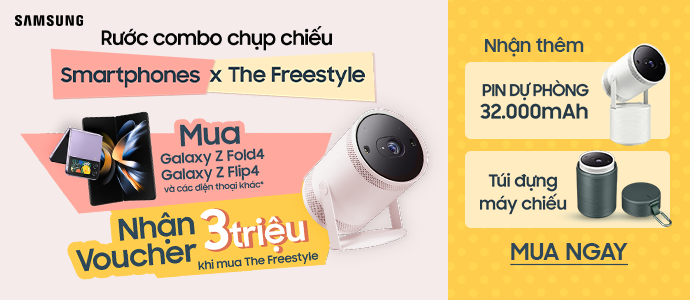 SAMSUNG
Rước combo chụp chiếu
Smartphones x The Freestyle
Mua
Galaxy Z Fold4
Galaxy Z Flip4
và các điện thoại khác*
Nhận
Voucher
3triệu
khi mua The Freestyle
Nhận thêm
PIN DỰ PHÒNG
32.000mAh
Túi đựng
máy chiếu
MUA NGAY